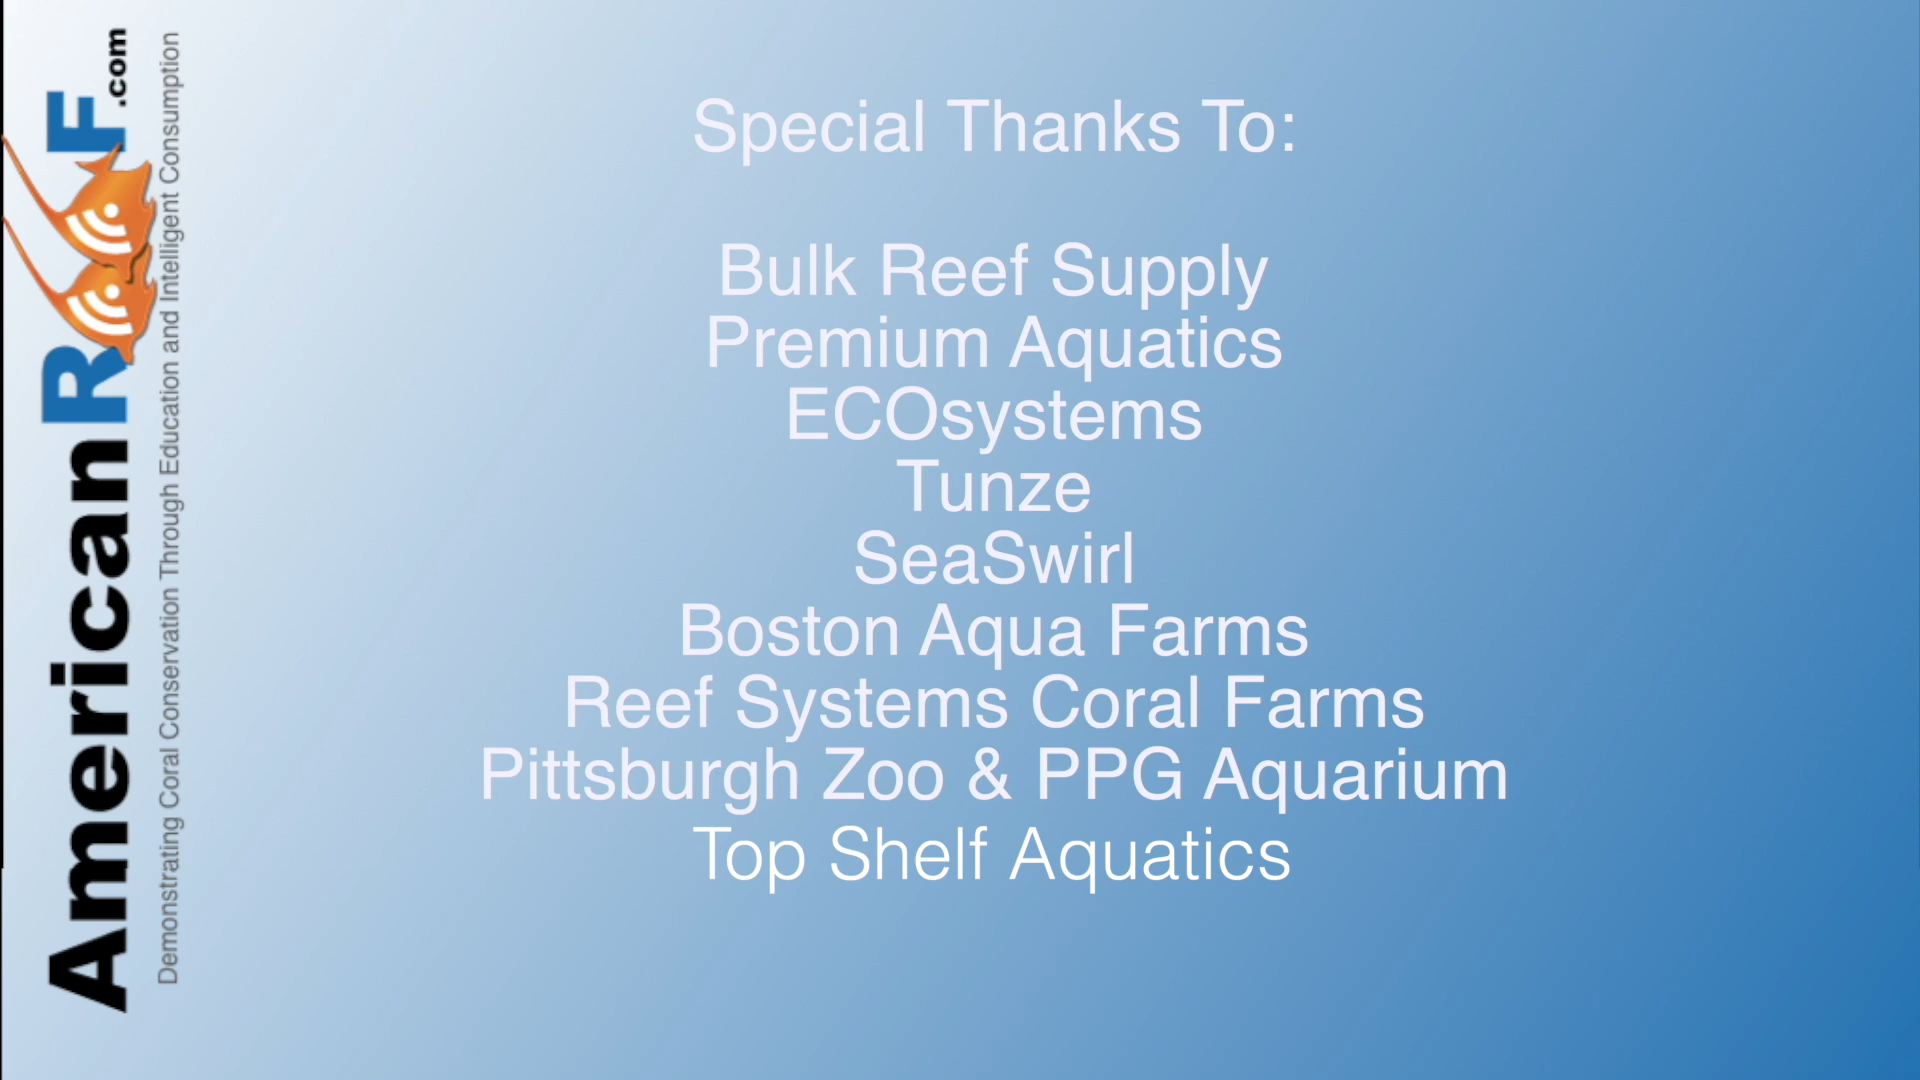 AmericanReeF.com
Demonstrating Coral Conservation Through Education and Intelligent Consumption
Special Thanks To:
Bulk Reef Supply
Premium Aquatics
ECOsystems
Tunze
SeaSwirl
Boston Aqua Farms
Reef Systems Coral Farms
Pittsburgh Zoo & PPG Aquarium
Top Shelf Aquatics